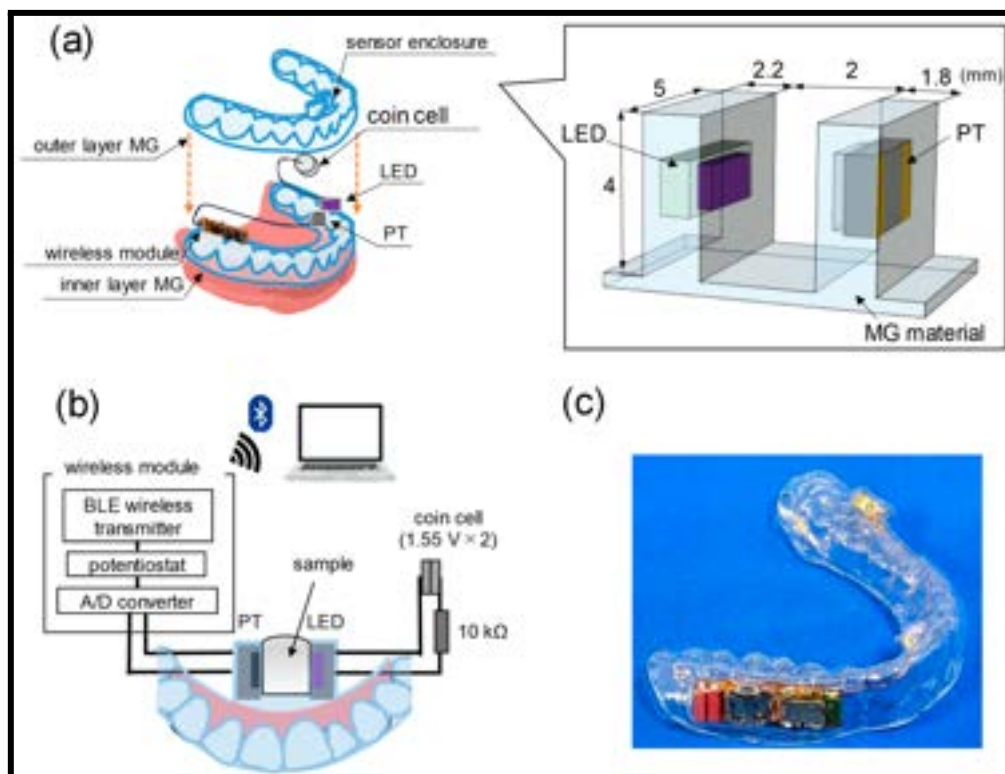 (a)
sensor enclosure
coin cell
outer layer MG
LED
PT
wireless module
inner layer MG
5
2.2
2
1.8 (mm)
LED
PT
4
MG material
(b)
wireless module
BLE wireless
transmitter
potentiostat
A/D converter
coin cell
(1.55 V × 2)
sample
PT
LED
10 kΩ
(c)